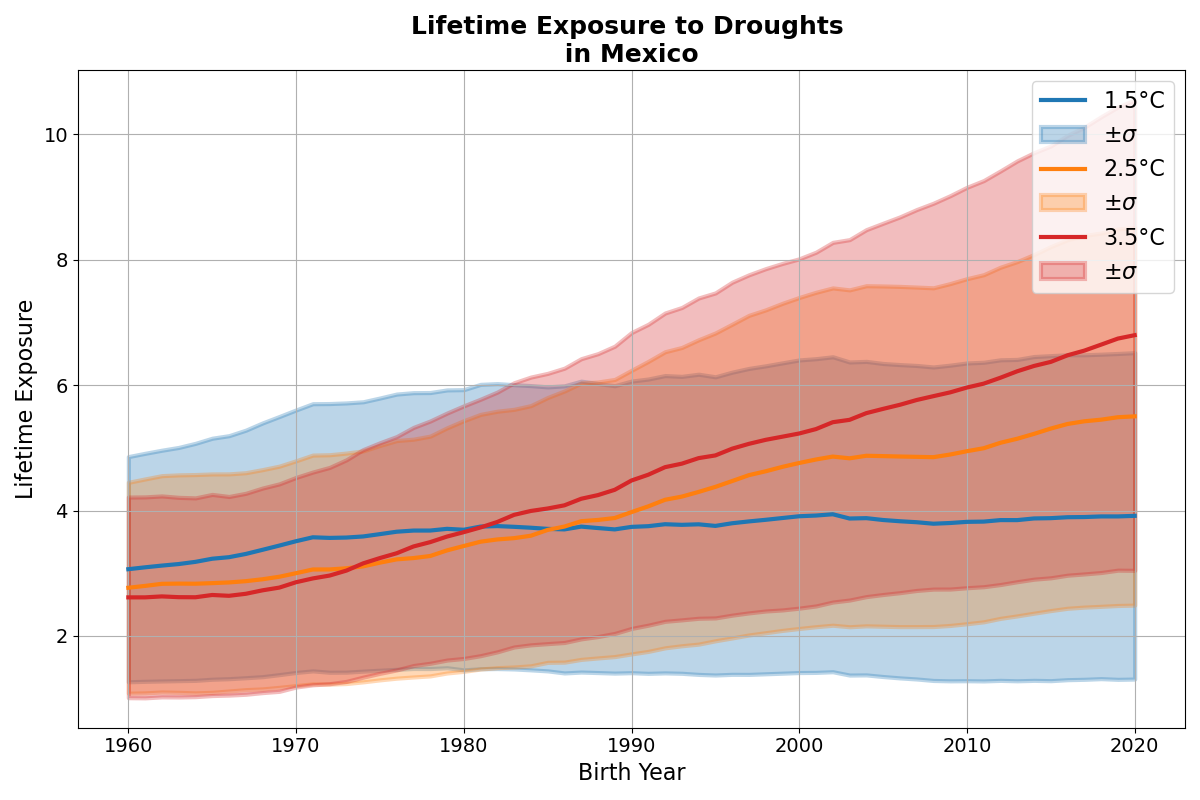 Lifetime Exposure to Droughts
in Mexico
1.5°C
±σ
2.5°C
±σ
3.5°C
±σ
Lifetime Exposure
10
8
6
4
2
1960 1970 1980 1990 2000 2010 2020
Birth Year